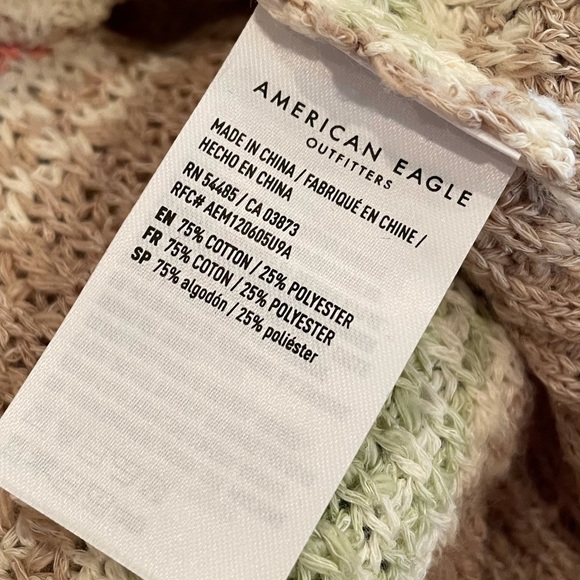 AMERICAN EAGLE
OUTFITTERS
MADE IN CHINA / FABRIQUÉ EN CHINE /
HECHO EN CHINA
RN 54485 / CA 03873
RFC# AEM120605U9A
EN 75% COTTON / 25% POLYESTER
FR 75% COTON / 25% POLYESTER
SP 75% algodón / 25% poliéster